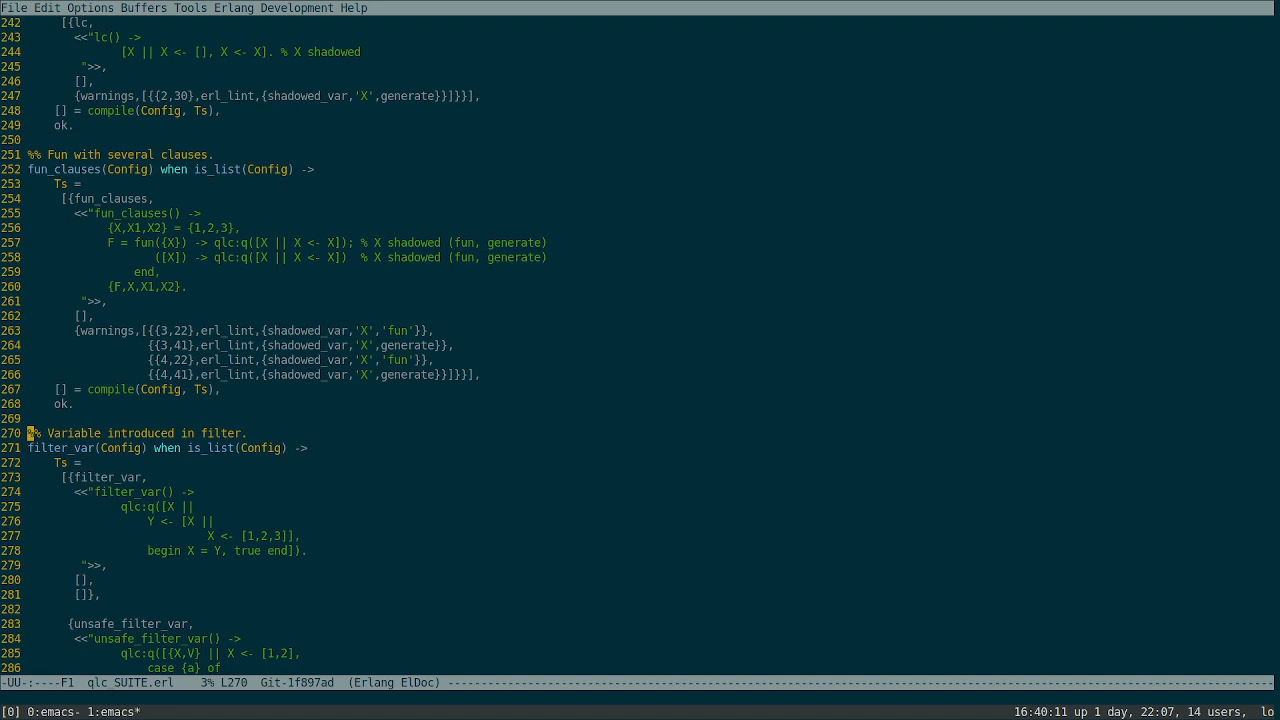 File Edit Options Buffers Tools Erlang Development Help
242      [{lc,
243        <<"lc() ->
244               [X || X <- [], X <- X]. % X shadowed
245         ">>,
246        [],
247        {warnings,[{{2,30},erl_lint,{shadowed_var,'X',generate}}]}}],
248     [] = compile(Config, Ts),
249     ok.
250
251 %% Fun with several clauses.
252 fun_clauses(Config) when is_list(Config) ->
253     Ts =
254      [{fun_clauses,
255        <<"fun_clauses() ->
256             {X,X1,X2} = {1,2,3},
257             F = fun({X}) -> qlc:q([X || X <- X]); % X shadowed (fun, generate)
258                    ([X]) -> qlc:q([X || X <- X])  % X shadowed (fun, generate)
259                 end,
260             {F,X,X1,X2}.
261         ">>,
262        [],
263        {warnings,[{{3,22},erl_lint,{shadowed_var,'X','fun'}},
264                   {{3,41},erl_lint,{shadowed_var,'X',generate}},
265                   {{4,22},erl_lint,{shadowed_var,'X','fun'}},
266                   {{4,41},erl_lint,{shadowed_var,'X',generate}}]}}],
267     [] = compile(Config, Ts),
268     ok.
269
270 %% Variable introduced in filter.
271 filter_var(Config) when is_list(Config) ->
272     Ts =
273      [{filter_var,
274        <<"filter_var() ->
275               qlc:q([X ||
276                   Y <- [X ||
277                            X <- [1,2,3]],
278                   begin X = Y, true end]).
279         ">>,
280        [],
281        []},
282
283       {unsafe_filter_var,
284        <<"unsafe_filter_var() ->
285               qlc:q([{X,V} || X <- [1,2],
286                   case {a} of
-UU-:----F1  qlc_SUITE.erl    3% L270  Git-1f897ad  (Erlang ElDoc) ----------------------------------------------------------------------------------------------------------------------------
[0] 0:emacs- 1:emacs*                                      16:40:11 up 1 day, 22:07, 14 users,  lo